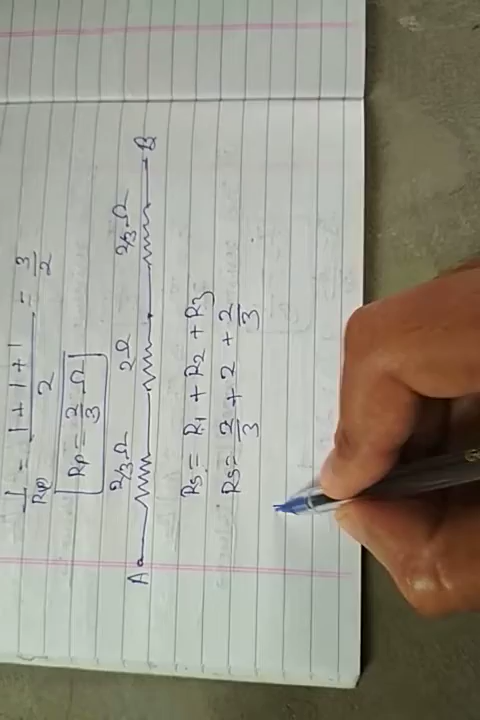 1/Rp = 1+1+1/2 = 3/2
Rp = 2/3 Ω
A 2/3 Ω 2Ω 2/3 Ω B
Rs = R1 + R2 + R3
Rs = 2/3 + 2 + 2/3